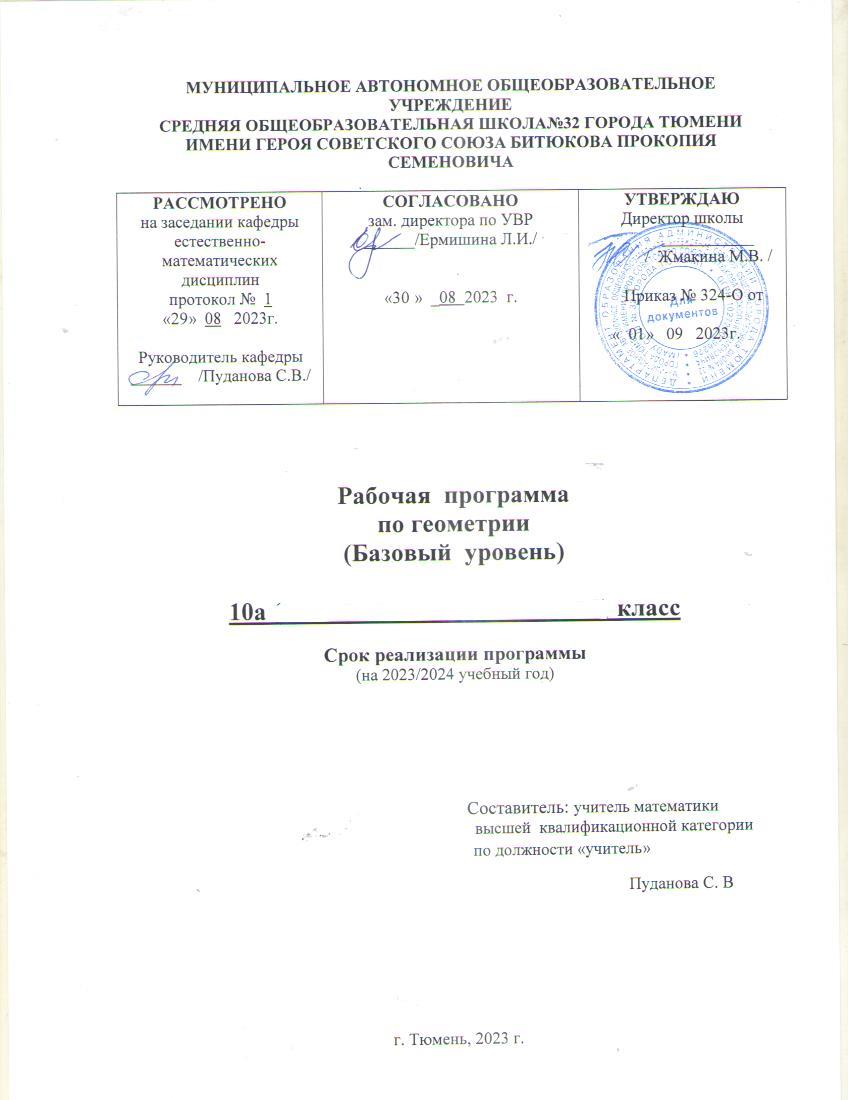 МУНИЦИПАЛЬНОЕ АВТОНОМНОЕ ОБЩЕОБРАЗОВАТЕЛЬНОЕ
УЧРЕЖДЕНИЕ
СРЕДНЯЯ ОБЩЕОБРАЗОВАТЕЛЬНАЯ ШКОЛА№32 ГОРОДА ТЮМЕНИ
ИМЕНИ ГЕРОЯ СОВЕТСКОГО СОЮЗА БИТЮКОВА ПРОКОПИЯ
СЕМЕНОВИЧА
РАССМОТРЕНО
на заседании кафедры
естественно-
математических
дисциплин
протокол № 1
«29» 08 2023г.
Руководитель кафедры
/Пуданова С.В./
СОГЛАСОВАНО
зам. директора по УВР
/Ермишина Л.И./
«30 » _08_2023 г.
УТВЕРЖДАЮ
Директор школы
/ Жмакина М.В. /
Приказ № 324-О от
« 01» 09 2023г.
Для
документов
Рабочая программа
по геометрии
(Базовый уровень)
10а класс
Срок реализации программы
(на 2023/2024 учебный год)
Составитель: учитель математики
высшей квалификационной категории
по должности «учитель»
Пуданова С. В
г. Тюмень, 2023 г.